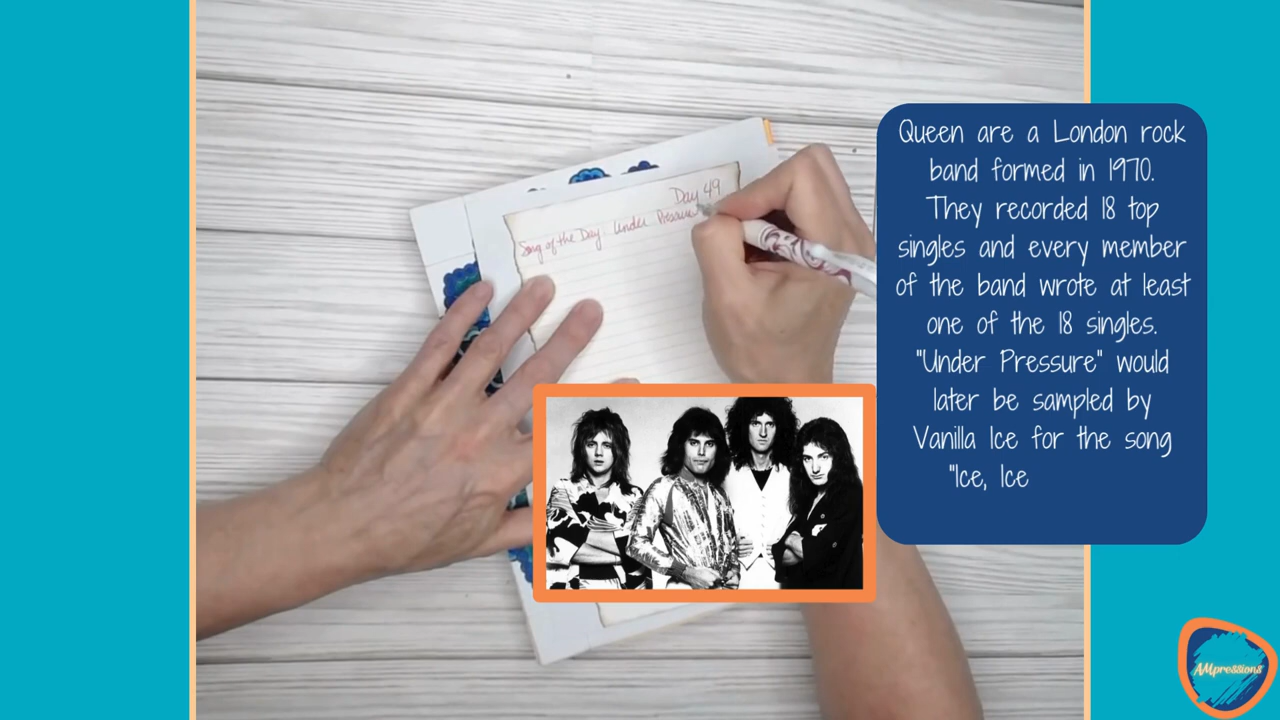 Day 49
Song of the Day Under Pressure
Queen are a London rock
band formed in 1970.
They recorded 18 top
singles and every member
of the band wrote at least
one of the 18 singles.
"Under Pressure" would
later be sampled by
Vanilla Ice for the song
"Ice, Ice
AMpressions